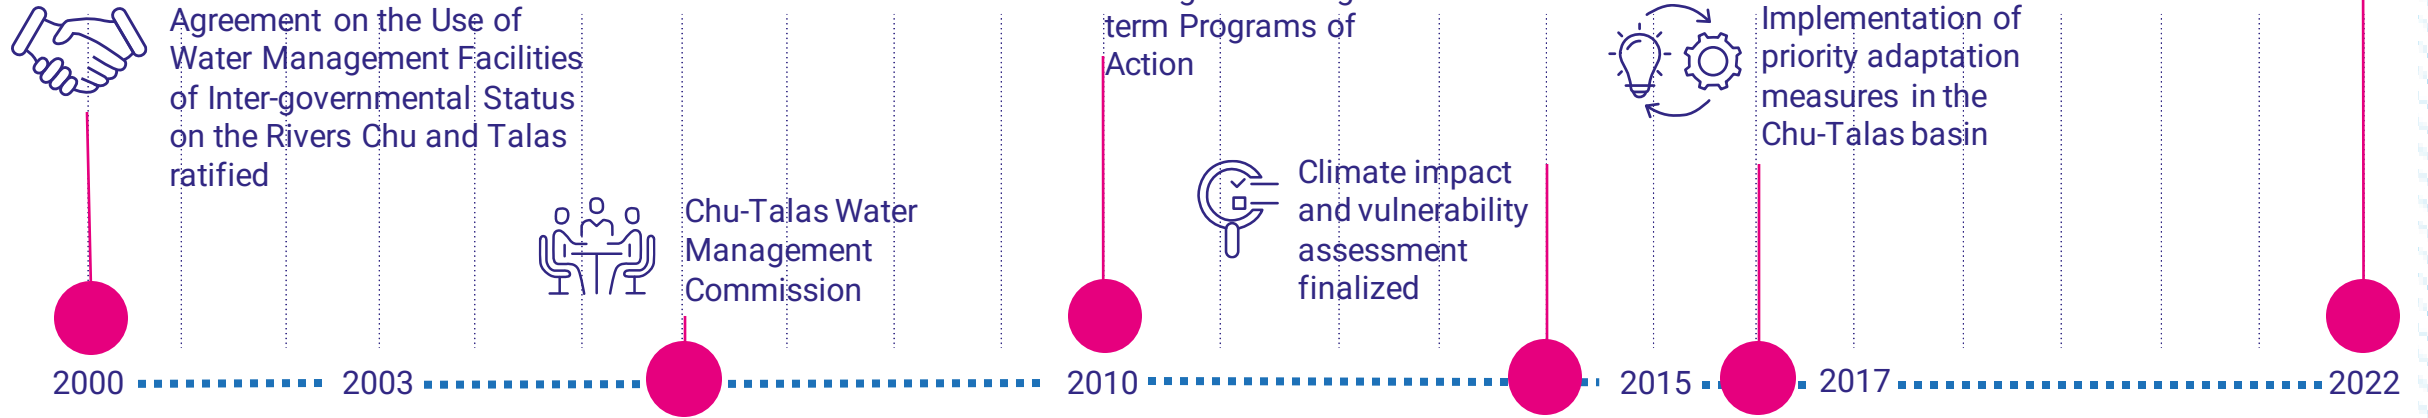 Agreement on the Use of
Water Management Facilities
of Inter-governmental Status
on the Rivers Chu and Talas
ratified
Chu-Talas Water
Management
Commission
term Programs of
Action
Climate impact
and vulnerability
assessment
finalized
Implementation of
priority adaptation
measures in the
Chu-Talas basin
2000
2003
2010
2015
2017
2022